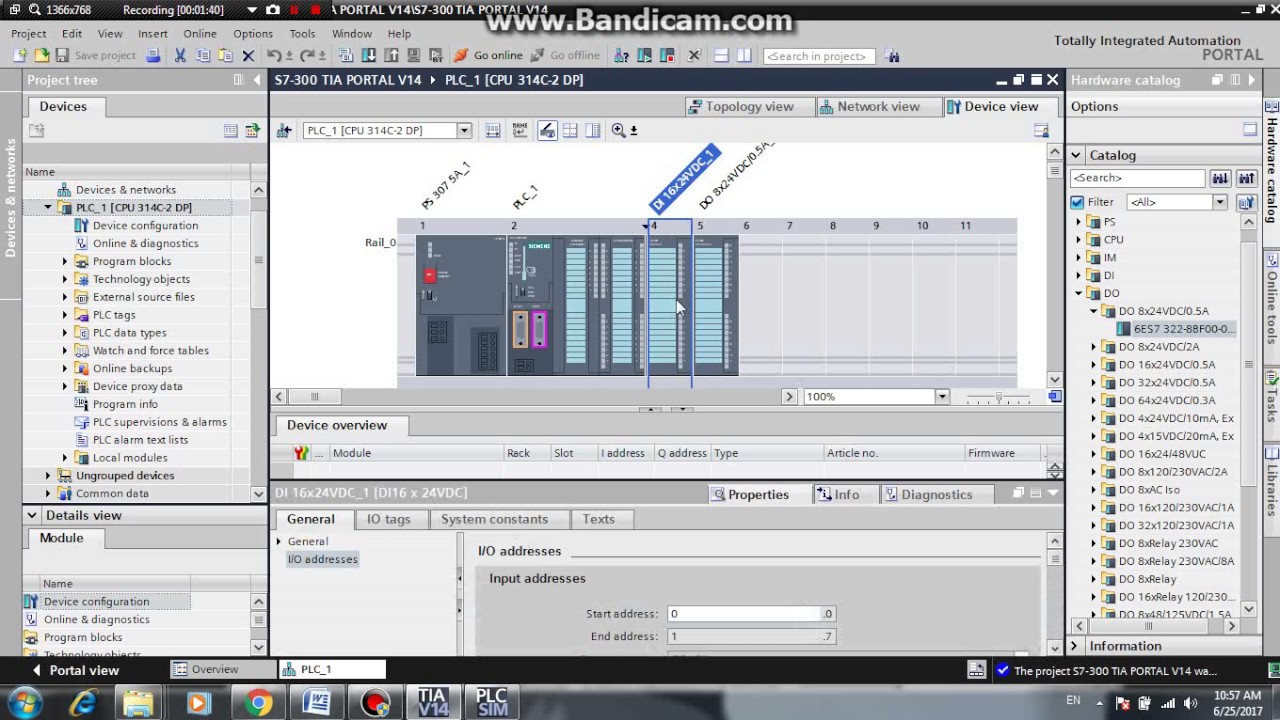 1366x768 Recording [00:01:40] A PORTAL V14\S7-300 TIA PORTAL V14
www.Bandicam.com
Project Edit View Insert Online Options Tools Window Help
Totally Integrated Automation
PORTAL
Save project Go online Go offline <Search in project>
Project tree
S7-300 TIA PORTAL V14 PLC_1 [CPU 314C-2 DP]
Hardware catalog
Devices
Topology view Network view Device view
Options
PLC_1 [CPU 314C-2 DP]
Devices & networks
Name
Devices & networks
PLC_1 [CPU 314C-2 DP]
Device configuration
Online & diagnostics
Program blocks
Technology objects
External source files
PLC tags
PLC data types
Watch and force tables
Online backups
Device proxy data
Program info
PLC supervisions & alarms
PLC alarm text lists
Local modules
Ungrouped devices
Common data
Details view
Module
Name
Device configuration
Online & diagnostics
Program blocks
PS 307 5A_1
PLC_1
DI 16x24VDC_1
DO 8x24VDC/0.5A_
1 2 4 5 6 7 8 9 10 11
Rail_0
SIEMENS
100%
Device overview
... Module Rack Slot I address Q address Type Article no. Firmware
DI 16x24VDC_1 [DI16 x 24VDC]
Properties Info Diagnostics
General IO tags System constants Texts
General
I/O addresses
I/O addresses
Input addresses
Start address: 0 .0
End address: 1 .7
Catalog
<Search>
Filter <All>
PS
CPU
IM
DI
DO
DO 8x24VDC/0.5A
6ES7 322-8BF00-0...
DO 8x24VDC/2A
DO 16x24VDC/0.5A
DO 32x24VDC/0.5A
DO 64x24VDC/0.3A
DO 4x24VDC/10mA, Ex
DO 4x15VDC/20mA, Ex
DO 16x24/48VUC
DO 8x120/230VAC/2A
DO 8xAC Iso
DO 16x120/230VAC/1A
DO 32x120/230VAC/1A
DO 8xRelay 230VAC
DO 8xRelay 230VAC/8A
DO 8xRelay
DO 16xRelay 120/230...
DO 8x48/125VDC/1.5A
Information
Hardware catalog
Online tools
Tasks
Libraries
Portal view Overview PLC_1
The project S7-300 TIA PORTAL V14 wa...
TIA
V14
PLC
SIM
EN
10:57 AM
6/25/2017